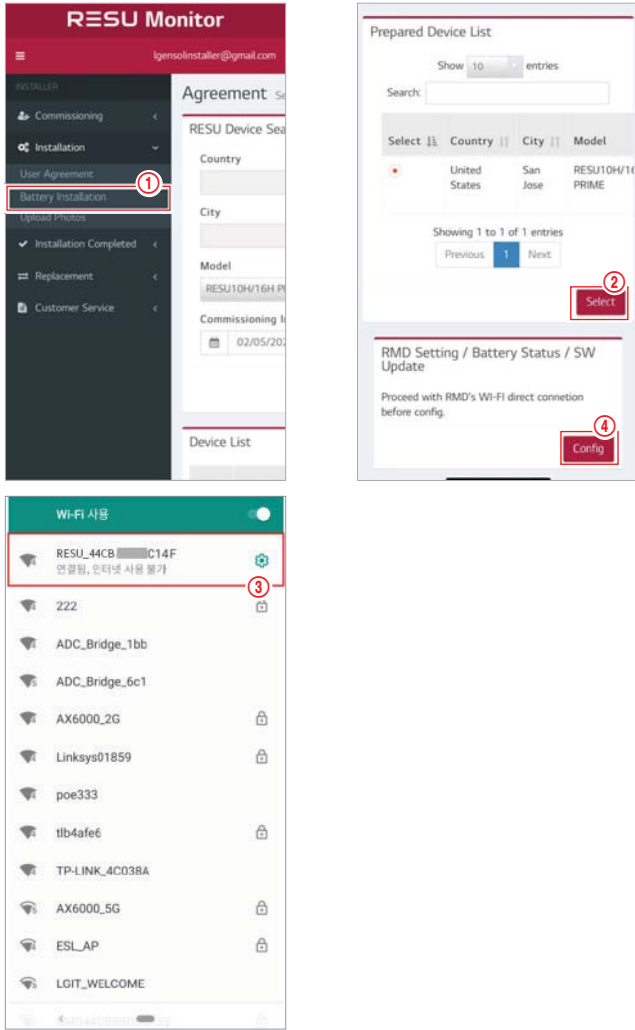 RESU Monitor
lgensolinstaller@gmail.com
INSTALLER
Commissioning
Installation
User Agreement
①
Battery Installation
Upload Photos
Installation Completed
Replacement
Customer Service
Agreement
RESU Device Sea
Country
City
Model
RESU10H/16H P
Commissioning I
02/05/202
Device List
Prepared Device List
Show 10 entries
Search:
Select Country City Model
United States San Jose RESU10H/16 PRIME
Showing 1 to 1 of 1 entries
Previous 1 Next
②
Select
RMD Setting / Battery Status / SW
Update
Proceed with RMD's WI-FI direct connetion
before config.
④
Config
Wi-Fi 사용
RESU_44CB C14F
연결됨, 인터넷 사용 불가
③
222
ADC_Bridge_1bb
ADC_Bridge_6c1
AX6000_2G
Linksys01859
poe333
tlb4afe6
TP-LINK_4C038A
AX6000_5G
ESL_AP
LGIT_WELCOME